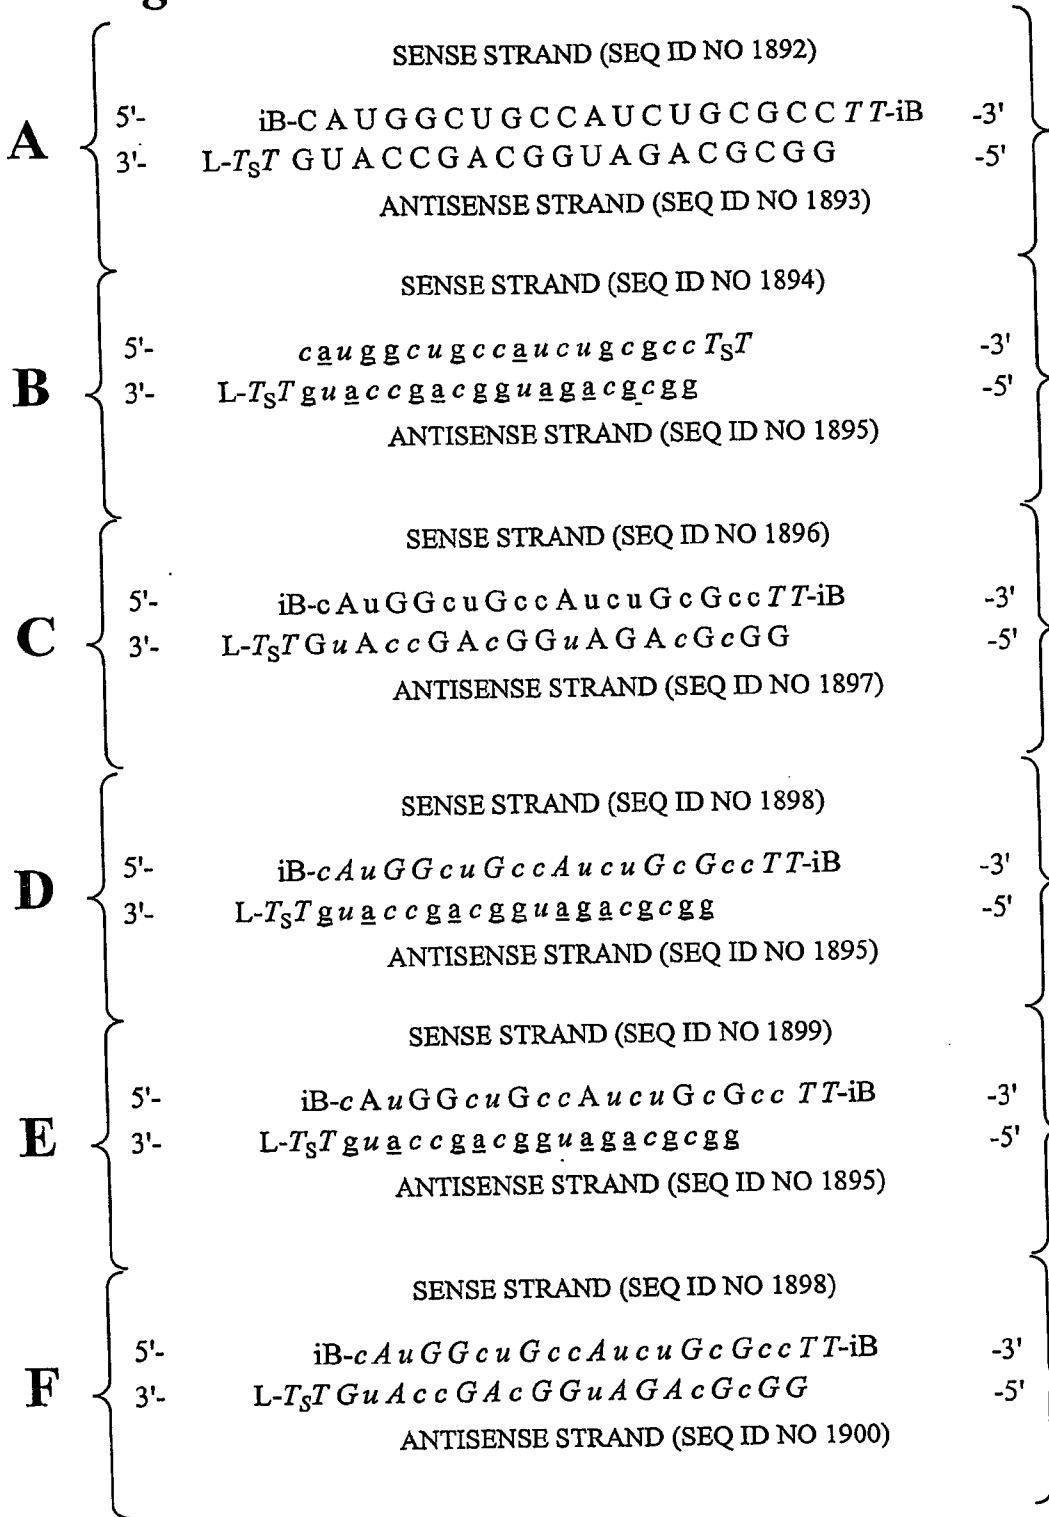 g
SENSE STRAND (SEQ ID NO 1892)
A
5'- iB-C A U G G C U G C C A U C U G C G C C T T-iB -3'
3'- L-TST G U A C C G A C G G U A G A C G C G G -5'
ANTISENSE STRAND (SEQ ID NO 1893)
SENSE STRAND (SEQ ID NO 1894)
B
5'- c a u g g c u g c c a u c u g c g c c TST -3'
3'- L-TST g u a c c g a c g g u a g a c g c g g -5'
ANTISENSE STRAND (SEQ ID NO 1895)
SENSE STRAND (SEQ ID NO 1896)
C
5'- iB-c A u G G c u G c c A u c u G c G c c T T-iB -3'
3'- L-TST G u A c c G A c G G u A G A c G c G G -5'
ANTISENSE STRAND (SEQ ID NO 1897)
SENSE STRAND (SEQ ID NO 1898)
D
5'- iB-c A u G G c u G c c A u c u G c G c c T T-iB -3'
3'- L-TST g u a c c g a c g g u a g a c g c g g -5'
ANTISENSE STRAND (SEQ ID NO 1895)
SENSE STRAND (SEQ ID NO 1899)
E
5'- iB-c A u G G c u G c c A u c u G c G c c T T-iB -3'
3'- L-TST g u a c c g a c g g u a g a c g c g g -5'
ANTISENSE STRAND (SEQ ID NO 1895)
SENSE STRAND (SEQ ID NO 1898)
F
5'- iB-c A u G G c u G c c A u c u G c G c c T T-iB -3'
3'- L-TST G u A c c G A c G G u A G A c G c G G -5'
ANTISENSE STRAND (SEQ ID NO 1900)